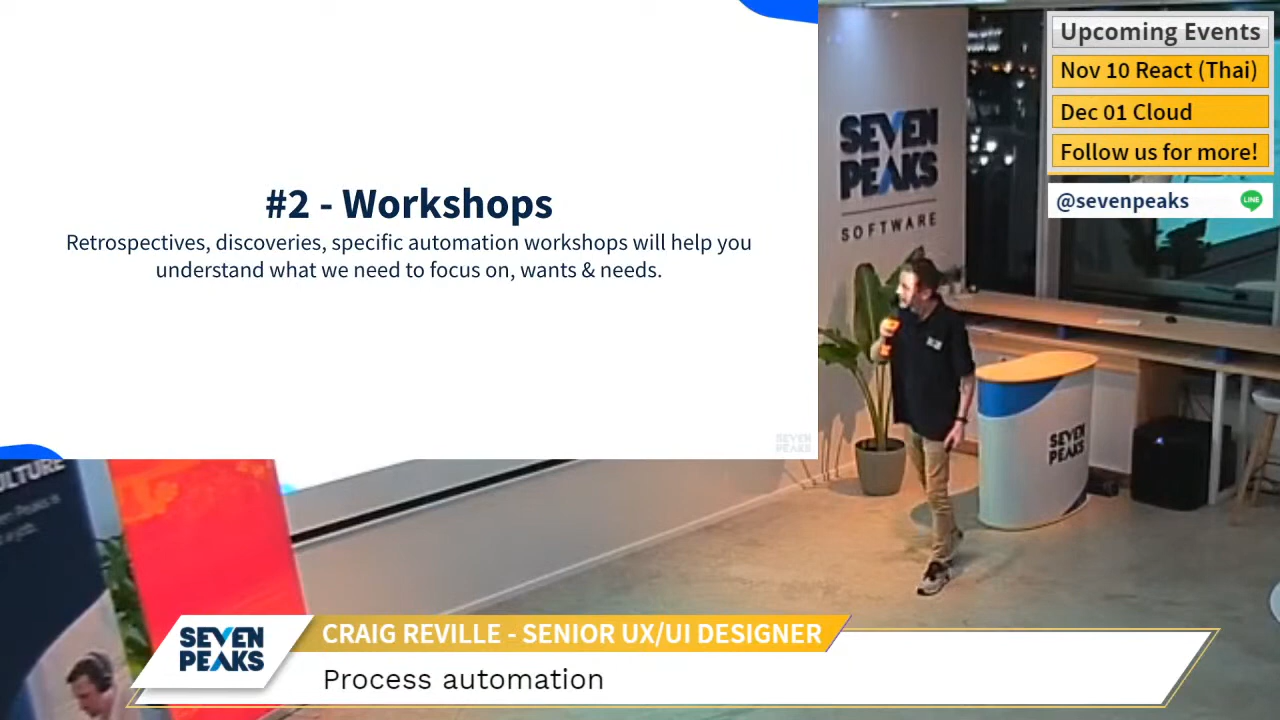 #2 - Workshops
Retrospectives, discoveries, specific automation workshops will help you
understand what we need to focus on, wants & needs.
SEVEN
PEAKS
SEVEN
PEAKS
SOFTWARE
Upcoming Events
Nov 10 React (Thai)
Dec 01 Cloud
Follow us for more!
@sevenpeaks
LINE
SEVEN
PEAKS
SEVEN
PEAKS
CRAIG REVILLE - SENIOR UX/UI DESIGNER
Process automation